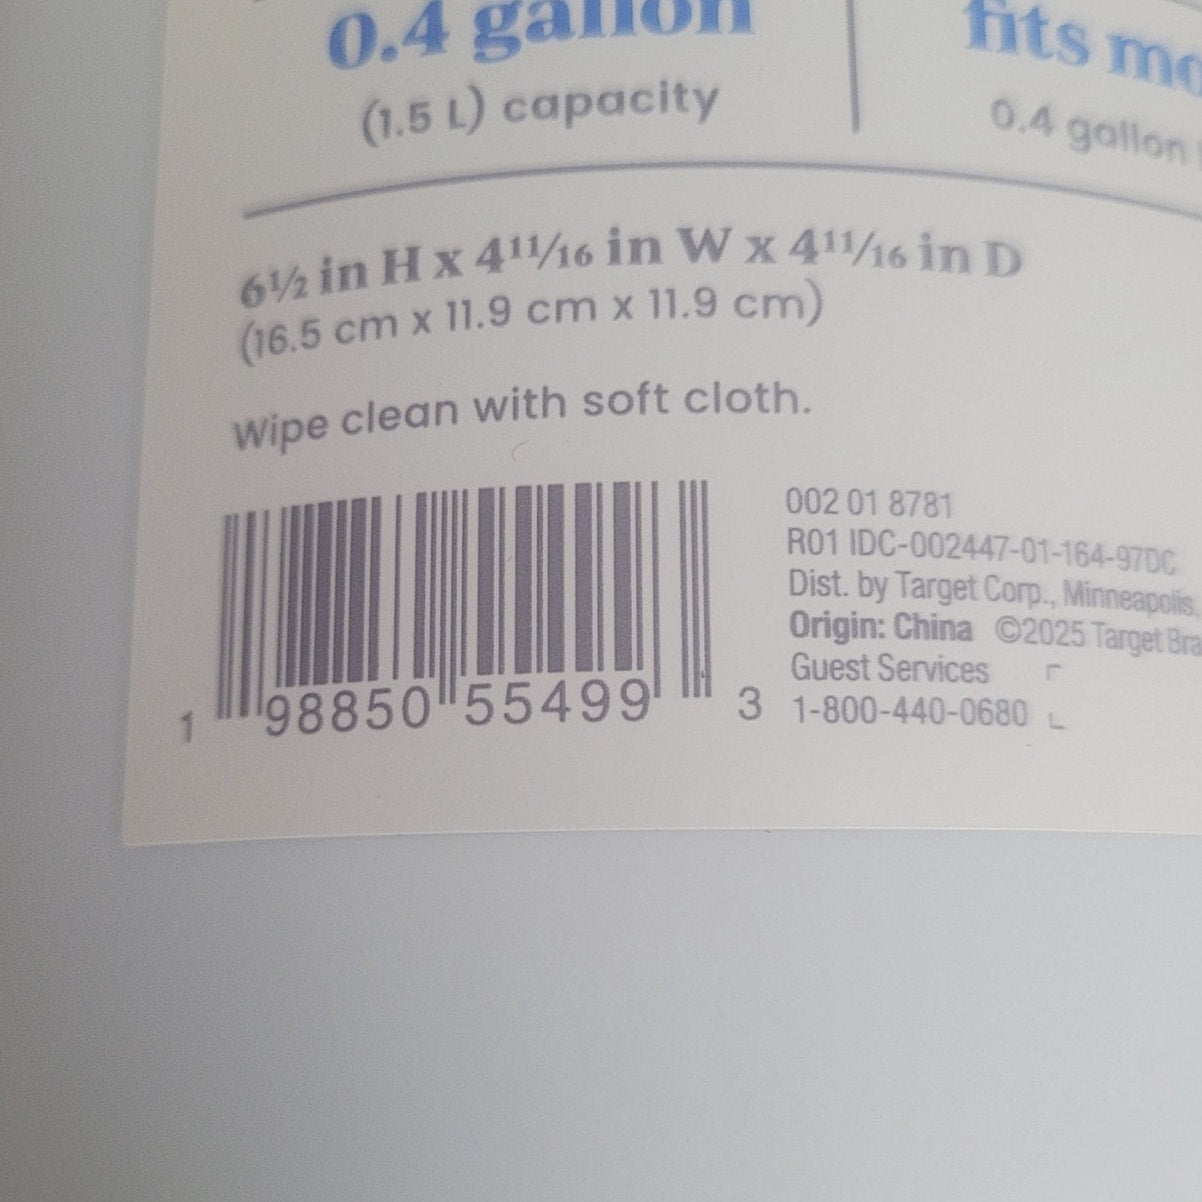 0.4 gallon
(1.5 L) capacity
fits mo
0.4 gallon
6½ in H x 4¹¹⁄₁₆ in W x 4¹¹⁄₁₆ in D
(16.5 cm x 11.9 cm x 11.9 cm)
Wipe clean with soft cloth.
1 98850 55499 3
002 01 8781
R01 IDC-002447-01-164-97DC
Dist. by Target Corp., Minneapolis,
Origin: China ©2025 Target Bra
Guest Services
1-800-440-0680